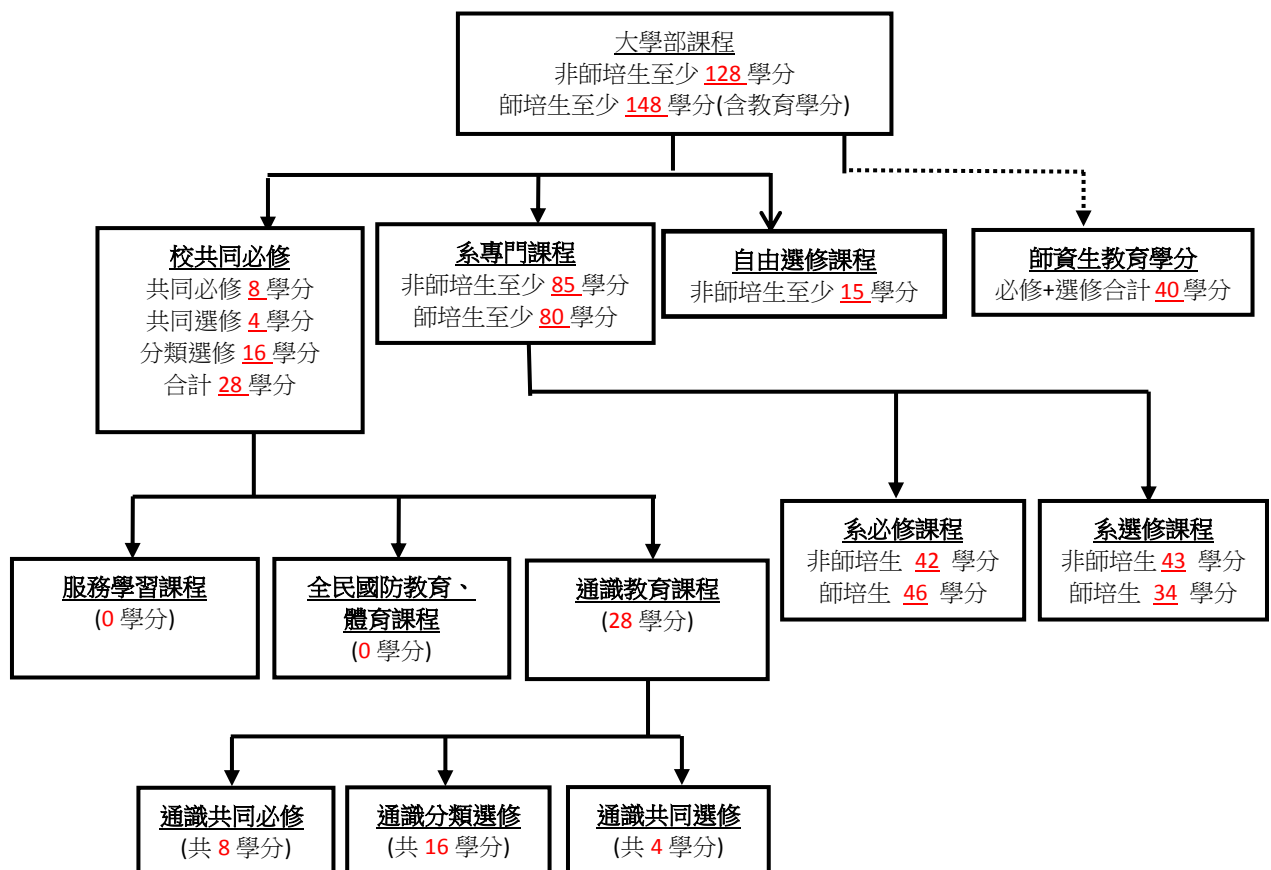 大學部課程
非師培生至少 128 學分
師培生至少 148 學分(含教育學分)
校共同必修
共同必修 8 學分
共同選修 4 學分
分類選修 16 學分
合計 28 學分
系專門課程
非師培生至少 85 學分
師培生至少 80 學分
自由選修課程
非師培生至少 15 學分
師資生教育學分
必修+選修合計 40 學分
服務學習課程
(0 學分)
全民國防教育、
體育課程
(0 學分)
通識教育課程
(28 學分)
系必修課程
非師培生 42 學分
師培生 46 學分
系選修課程
非師培生 43 學分
師培生 34 學分
通識共同必修
(共 8 學分)
通識分類選修
(共 16 學分)
通識共同選修
(共 4 學分)